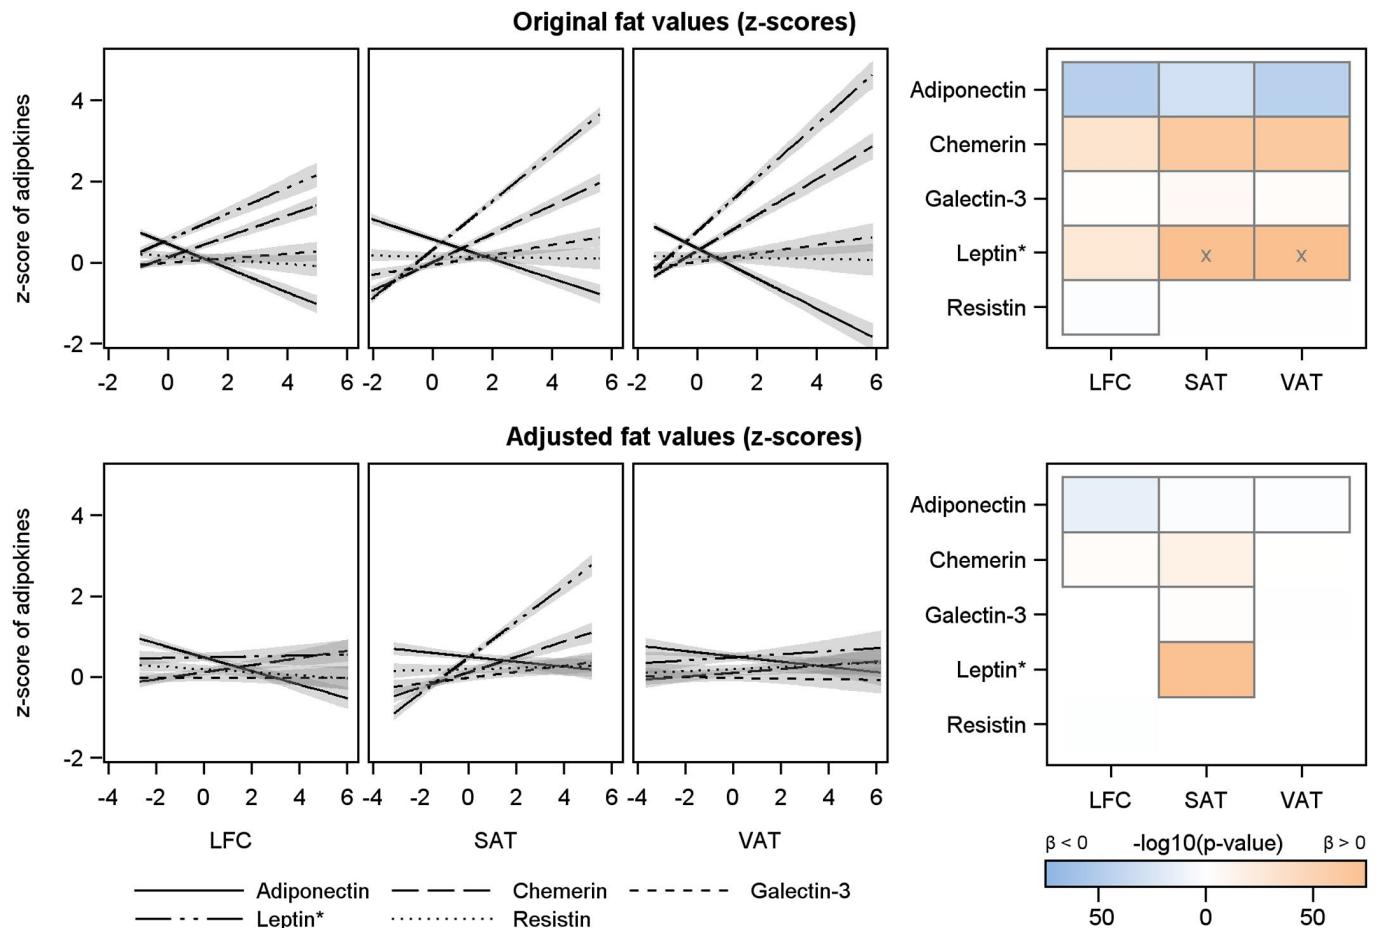 Original fat values (z-scores)
z-score of adipokines
4
2
0
-2
-2 0 2 4 6 -2 0 2 4 6 -2 0 2 4 6
Adiponectin
Chemerin
Galectin-3
Leptin* x x
Resistin
LFC SAT VAT
Adjusted fat values (z-scores)
z-score of adipokines
4
2
0
-2
-4 -2 0 2 4 6 -4 -2 0 2 4 6 -4 -2 0 2 4 6
LFC SAT VAT
Adiponectin
Chemerin
Galectin-3
Leptin*
Resistin
LFC SAT VAT
β < 0 -log10(p-value) β > 0
50 0 50
Adiponectin Chemerin Galectin-3
Leptin* Resistin